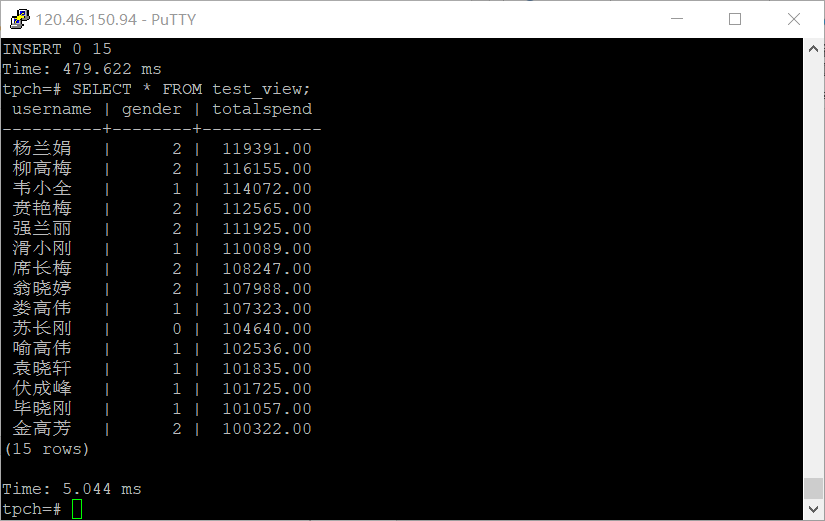 120.46.150.94 - PuTTY
INSERT 0 15
Time: 479.622 ms
tpch=# SELECT * FROM test_view;
 username | gender | totalspend
----------+--------+------------
 杨兰娟   |      2 |  119391.00
 柳高梅   |      2 |  116155.00
 韦小全   |      1 |  114072.00
 贲艳梅   |      2 |  112565.00
 强兰丽   |      2 |  111925.00
 滑小刚   |      1 |  110089.00
 席长梅   |      2 |  108247.00
 翁晓婷   |      2 |  107988.00
 娄高伟   |      1 |  107323.00
 苏长刚   |      0 |  104640.00
 喻高伟   |      1 |  102536.00
 袁晓轩   |      1 |  101835.00
 伏成峰   |      1 |  101725.00
 毕晓刚   |      1 |  101057.00
 金高芳   |      2 |  100322.00
(15 rows)
Time: 5.044 ms
tpch=#